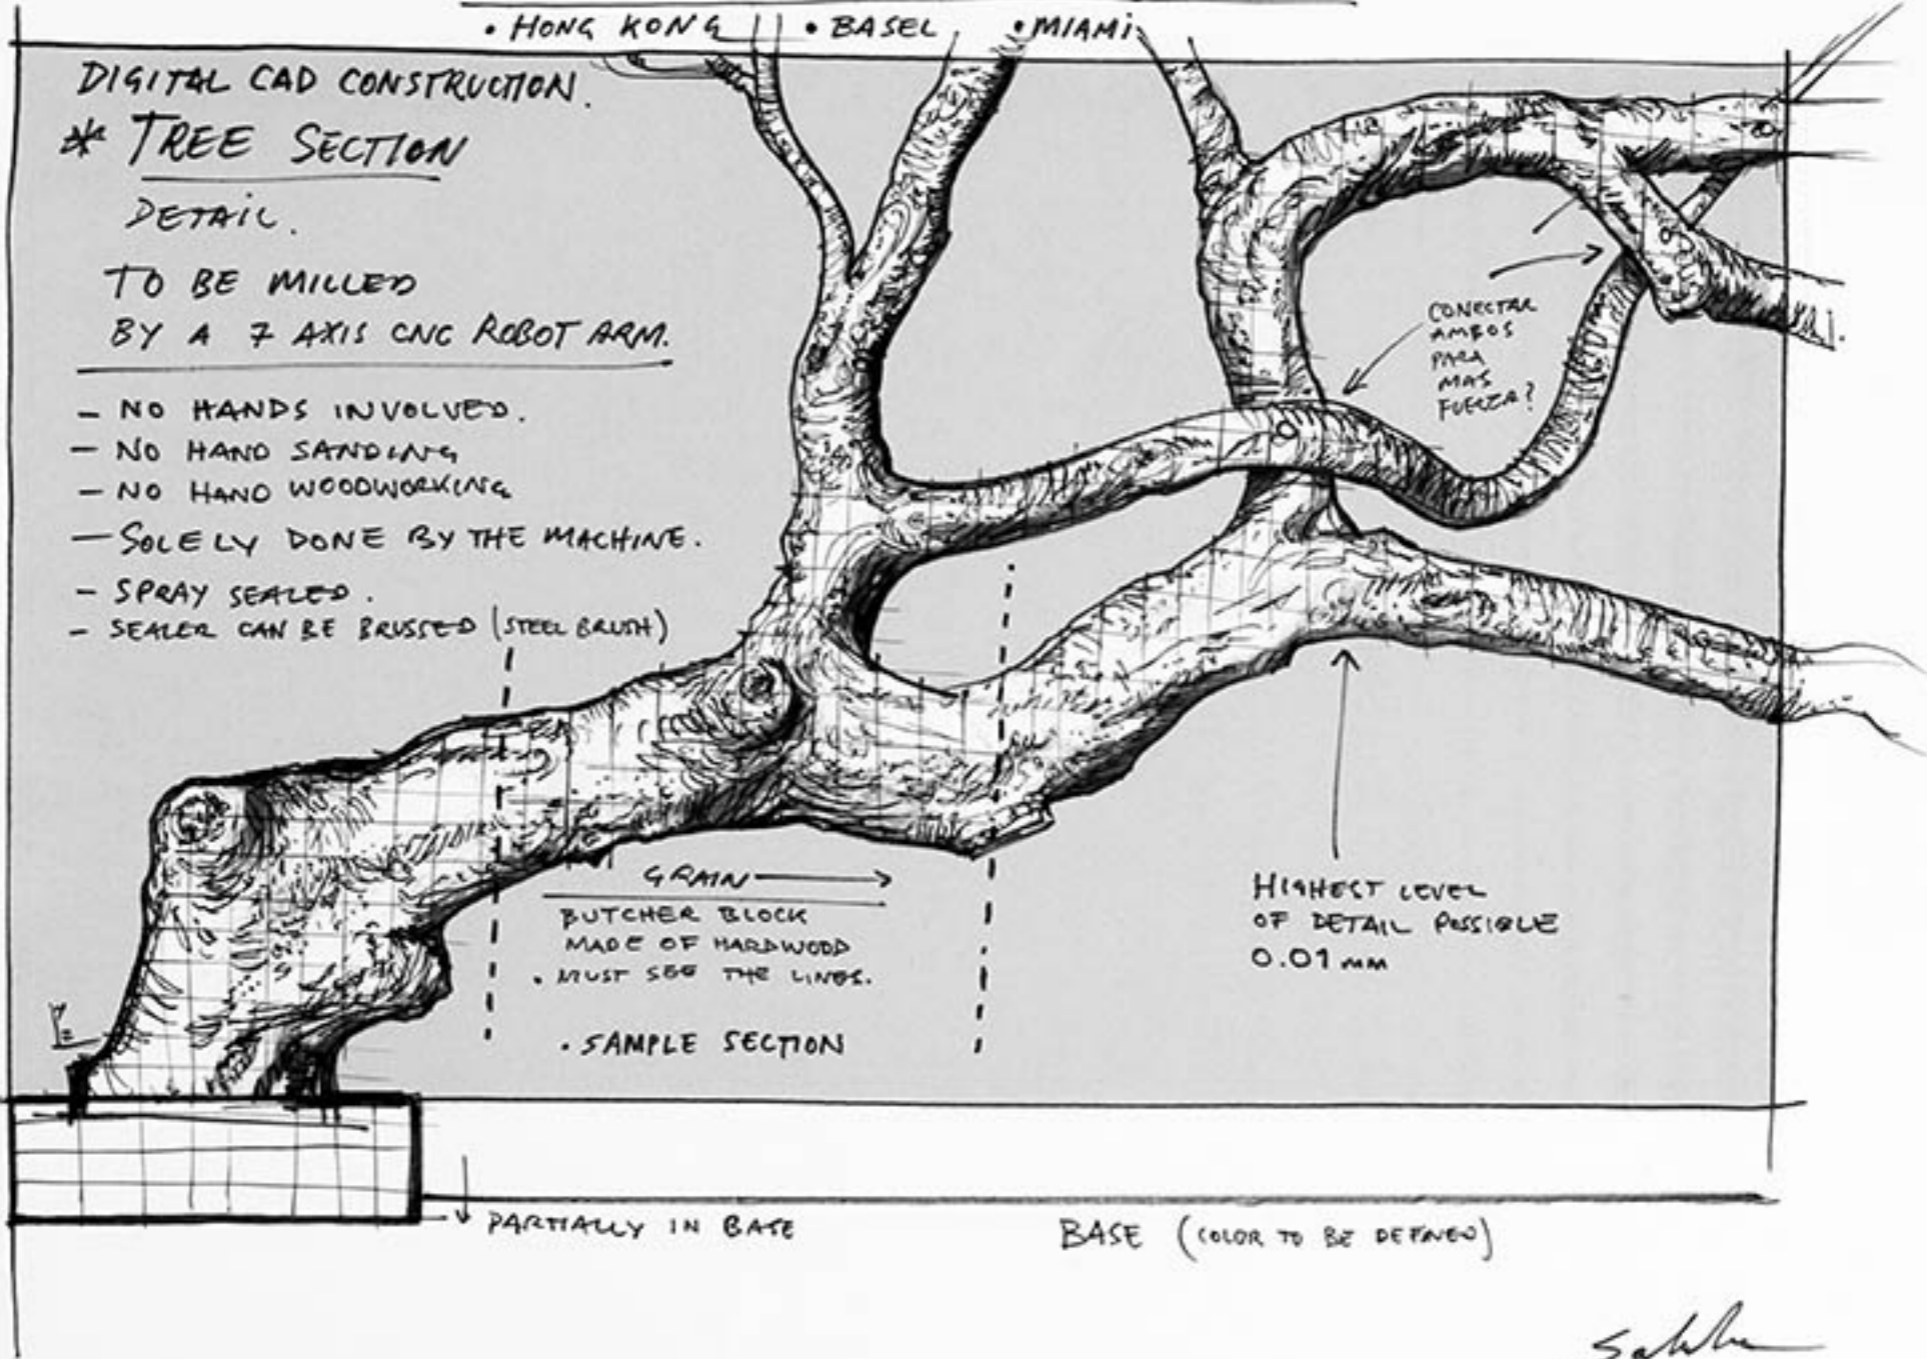 • HONG KONG • BASEL • MIAMI
DIGITAL CAD CONSTRUCTION.
* TREE SECTION
DETAIL.
TO BE MILLED
BY A 7 AXIS CNC ROBOT ARM.
- NO HANDS INVOLVED.
- NO HAND SANDING
- NO HAND WOODWORKING
- SOLELY DONE BY THE MACHINE.
- SPRAY SEALED.
- SEALER CAN BE BRUSSED (STEEL BRUSH)
CONECTAR
AMBOS
PARA
MAS
FUERZA?
GRAIN
BUTCHER BLOCK
MADE OF HARDWOOD
• MUST SEE THE LINES.
• SAMPLE SECTION
HIGHEST LEVEL
OF DETAIL POSSIBLE
0.01 MM
PARTIALLY IN BASE
BASE (COLOR TO BE DEFINED)